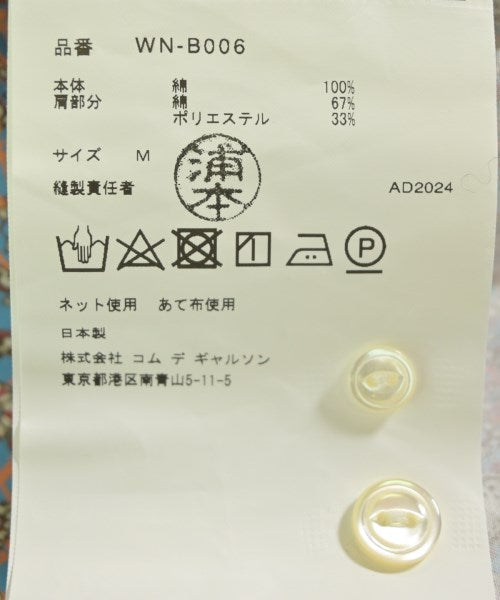 品番 WN-B006
本体 綿 100%
肩部分 綿 67%
ポリエステル 33%
サイズ M
浦本
縫製責任者 AD2024
P
ネット使用 あて布使用
日本製
株式会社 コム デ ギャルソン
東京都港区南青山5-11-5